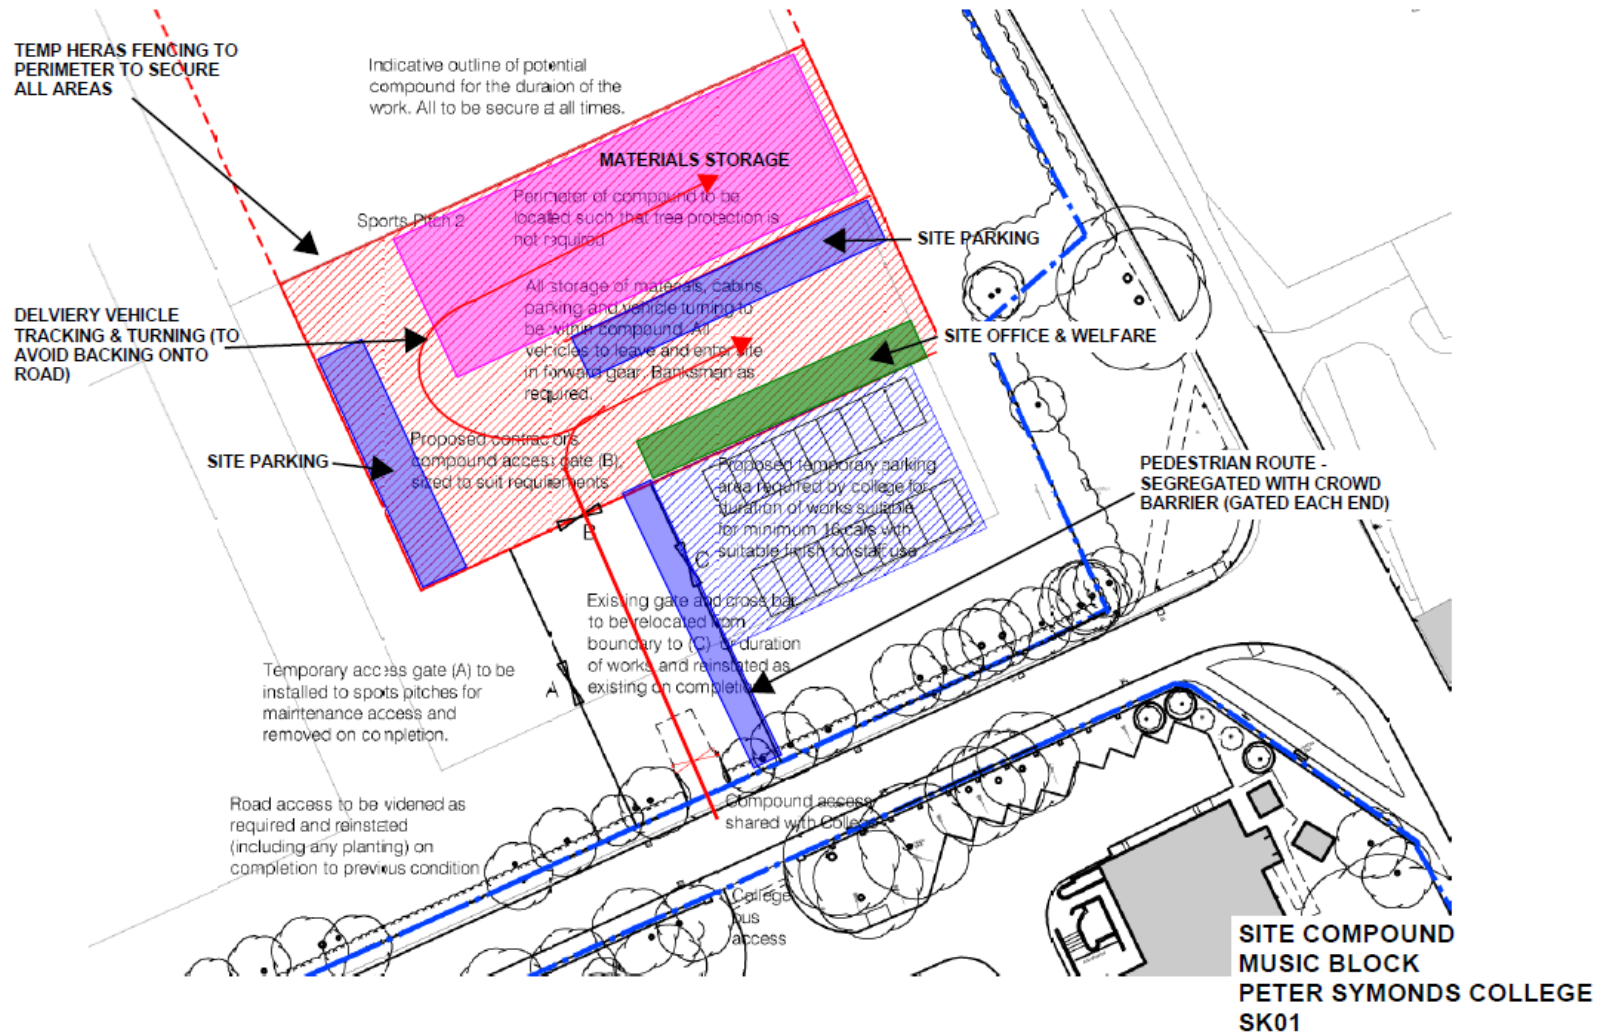 TEMP HERAS FENCING TO
PERIMETER TO SECURE
ALL AREAS
Indicative outline of potential
compound for the duraion of the
work. All to be secure at all times.
MATERIALS STORAGE
Perimeter of compound to be
located such that tree protection is
not required
Sports Pitch 2
SITE PARKING
All storage of materials, cabins,
parking and vehicle turning to
be within compound. All
vehicles to leave and enter site
in forward gear. Banksman as
required.
DELVIERY VEHICLE
TRACKING & TURNING (TO
AVOID BACKING ONTO
ROAD)
SITE OFFICE & WELFARE
Proposed contractors
compound access gate (B),
sized to suit requirements
SITE PARKING
Proposed temporary parking
area required by college for
duration of works suitable
for minimum 16 cars with
suitable finish for staff use
PEDESTRIAN ROUTE -
SEGREGATED WITH CROWD
BARRIER (GATED EACH END)
B
C
Existing gate and cross bar
to be relocated from
boundary to (C) for duration
of works and reinstated as
existing on completion
Temporary access gate (A) to be
installed to sports pitches for
maintenance access and
removed on completion.
A
Road access to be widened as
required and reinstated
(including any planting) on
completion to previous condition
Compound access
shared with College
College
bus
access
SITE COMPOUND
MUSIC BLOCK
PETER SYMONDS COLLEGE
SK01